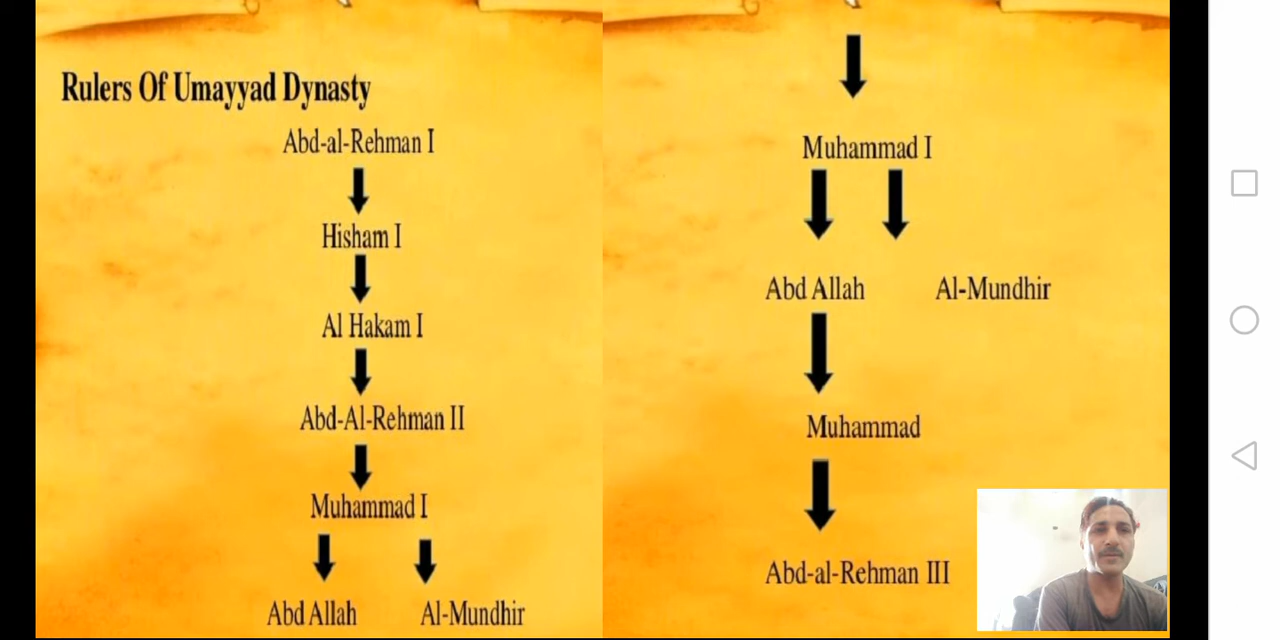 Rulers Of Umayyad Dynasty
Abd-al-Rehman I
Hisham I
Al Hakam I
Abd-Al-Rehman II
Muhammad I
Abd Allah Al-Mundhir
Muhammad I
Abd Allah Al-Mundhir
Muhammad
Abd-al-Rehman III